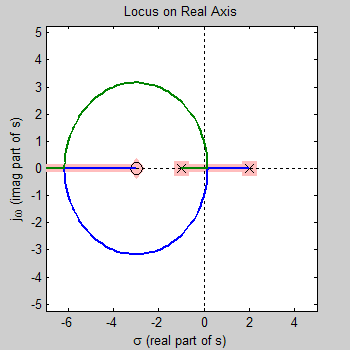 Locus on Real Axis
5
4
3
2
1
0
-1
-2
-3
-4
-5
jω (imag part of s)
-6 -4 -2 0 2 4
σ (real part of s)